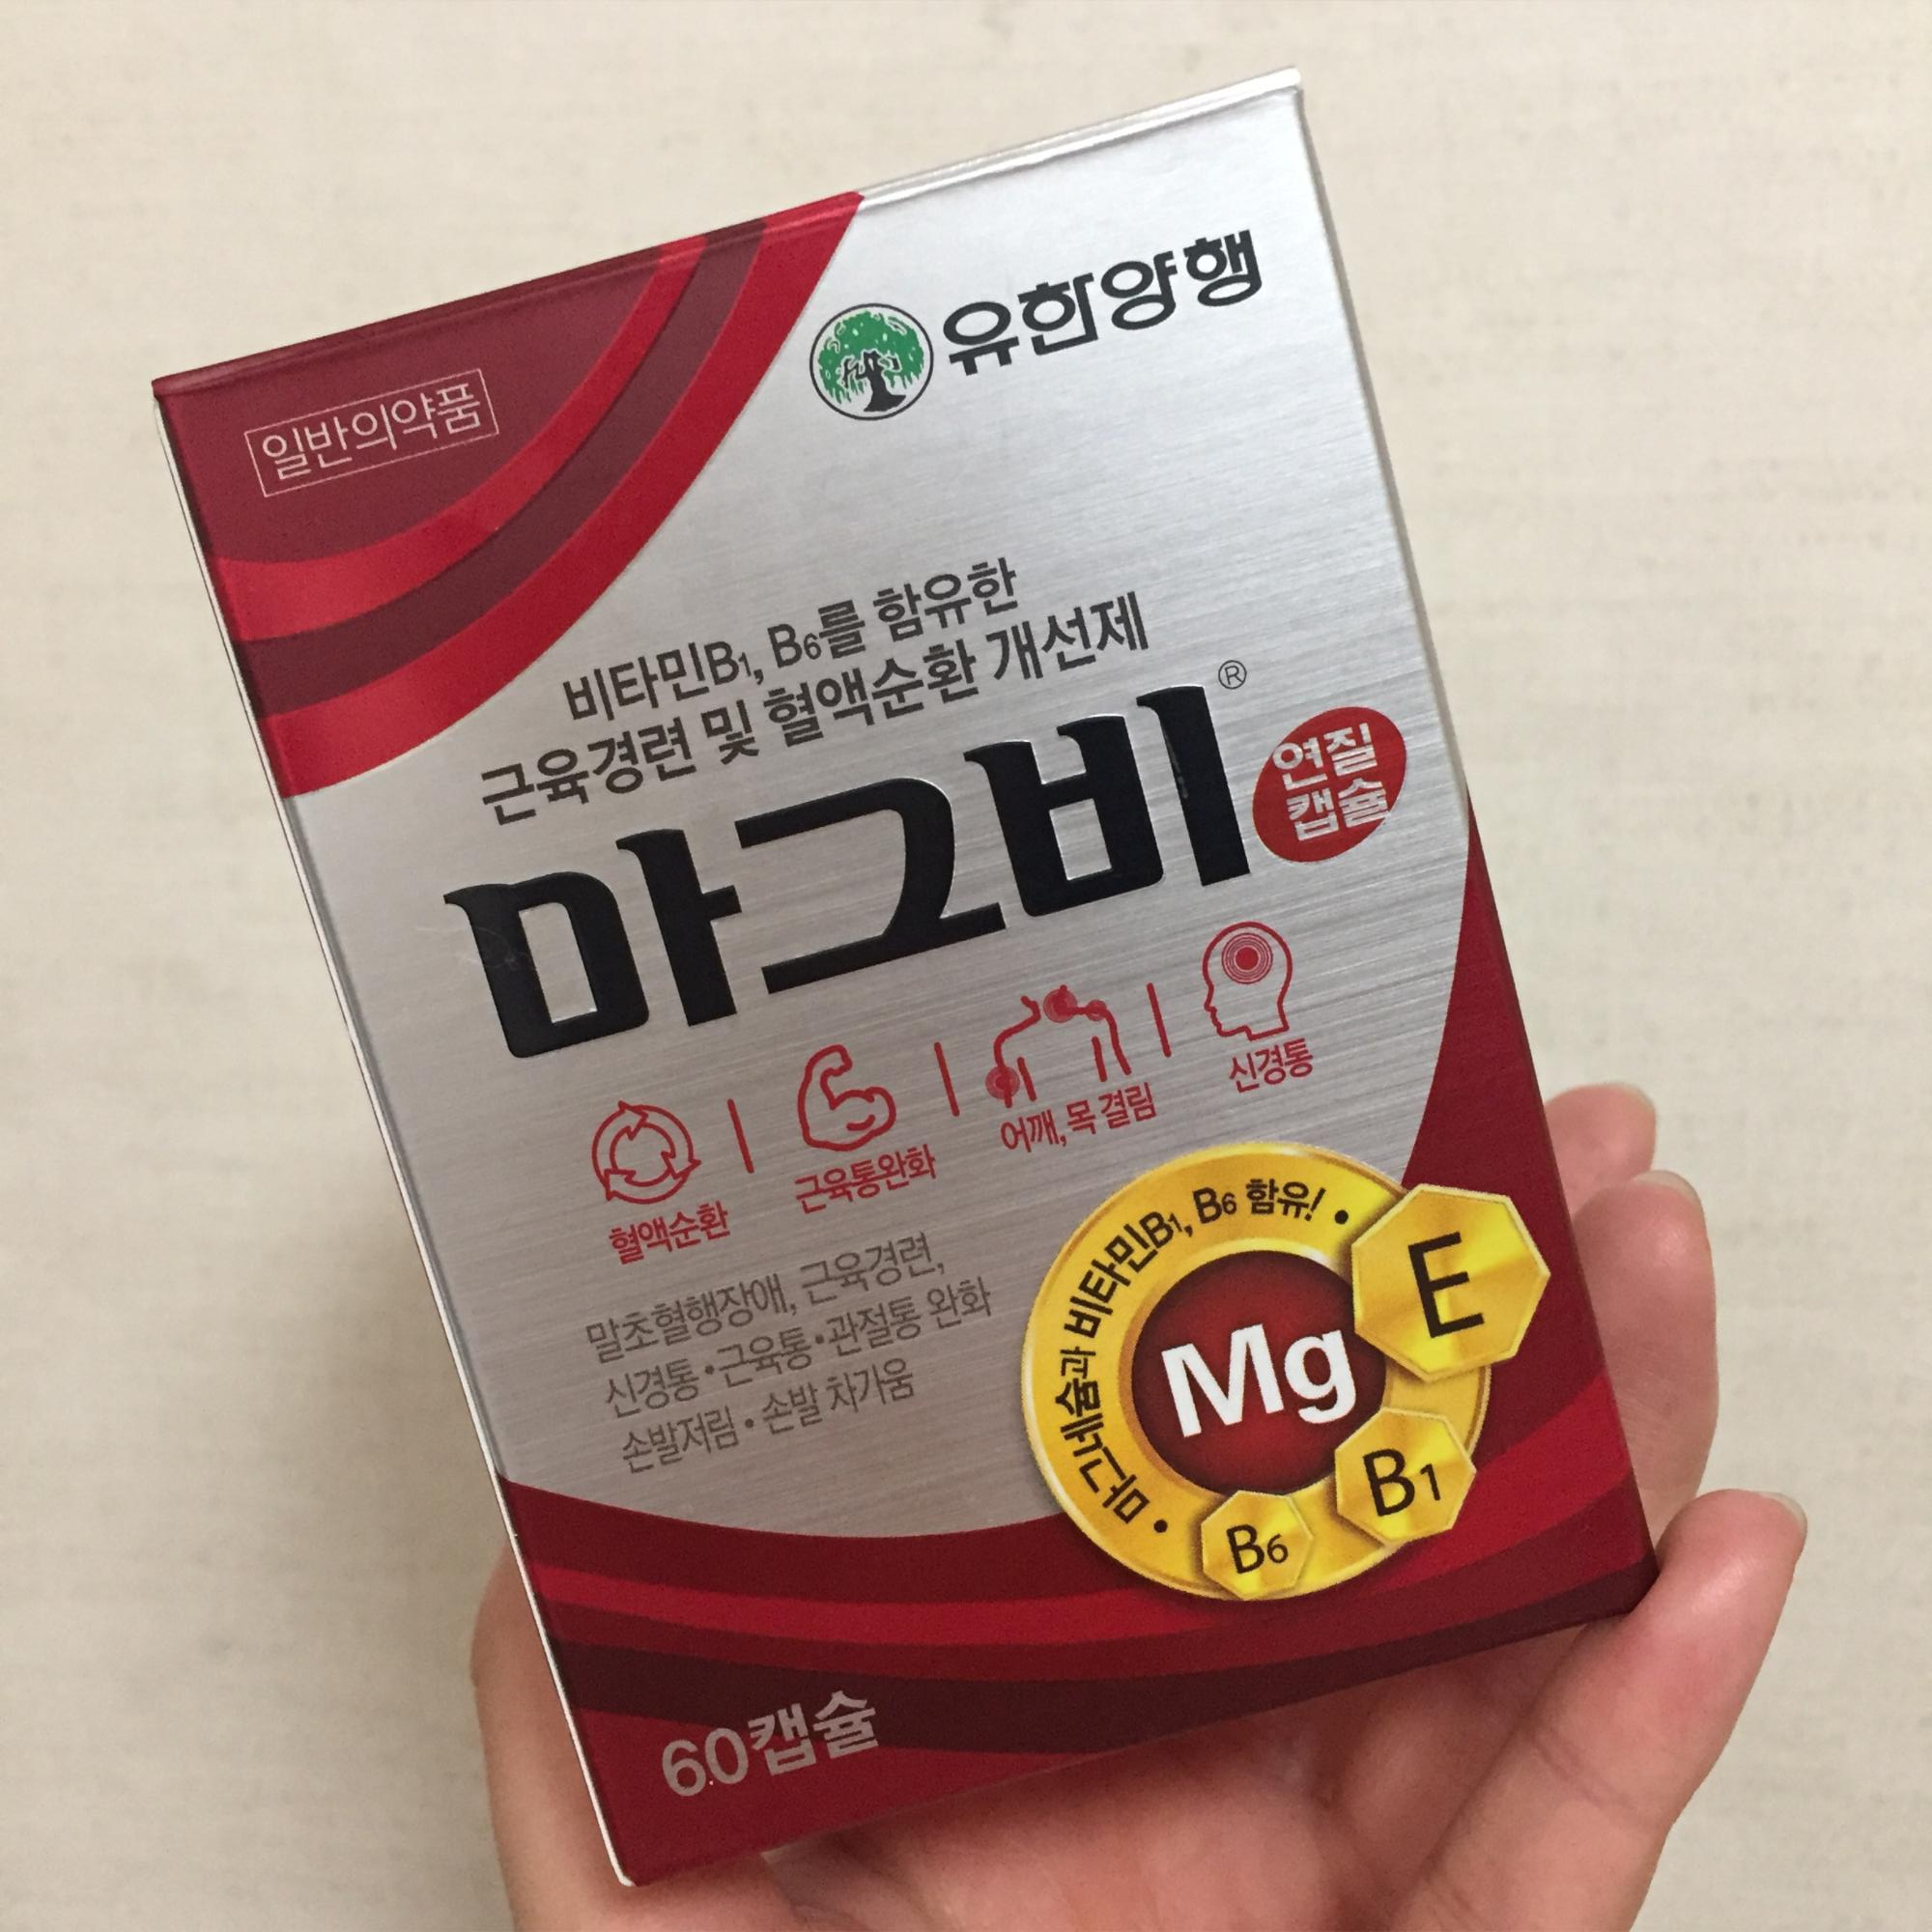 일반의약품
유한양행
비타민B1, B6를 함유한
근육경련 및 혈액순환 개선제
마그비®
연질
캡슐
혈액순환
근육통완화
어깨, 목 결림
신경통
말초혈행장애, 근육경련,
신경통•근육통•관절통 완화
손발저림•손발 차가움
• 마그네슘과 비타민B1, B6 함유! •
Mg
E
B1
B6
60캡슐